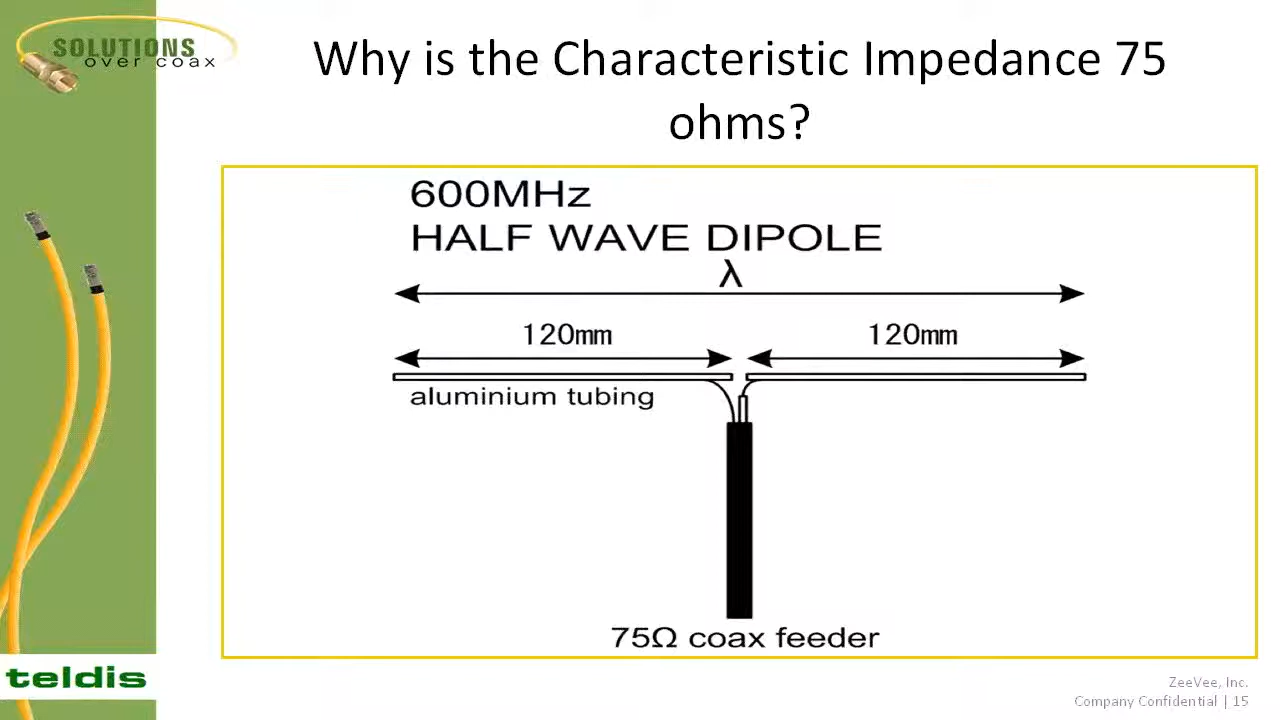 SOLUTIONS
over coax
Why is the Characteristic Impedance 75
ohms?
600MHz
HALF WAVE DIPOLE
λ
120mm 120mm
aluminium tubing
75Ω coax feeder
teldis
ZeeVee, Inc.
Company Confidential | 15